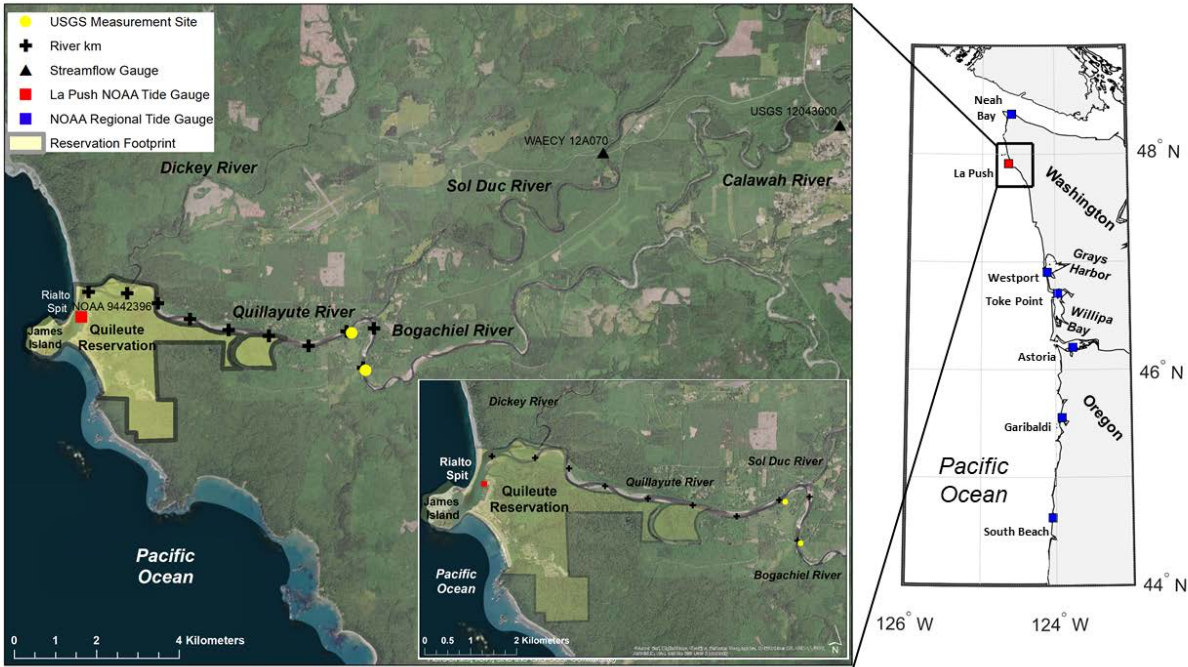 USGS Measurement Site
River km
Streamflow Gauge
La Push NOAA Tide Gauge
NOAA Regional Tide Gauge
Reservation Footprint
USGS 12043000
WAECY 12A070
Dickey River
Sol Duc River
Calawah River
Rialto
Spit
NOAA 9442396
Quillayute River
Bogachiel River
James
Island
Quileute
Reservation
Pacific
Ocean
0 1 2 4 Kilometers
Dickey River
Rialto
Spit
Sol Duc River
Quillayute River
Quileute
Reservation
James
Island
Pacific
Ocean
Bogachiel River
0 0.5 1 2 Kilometers
N
Neah
Bay
48° N
La Push
Washington
Grays
Harbor
Westport
Toke Point
Willipa
Bay
Astoria
46° N
Oregon
Garibaldi
Pacific
Ocean
South Beach
44° N
126° W
124° W